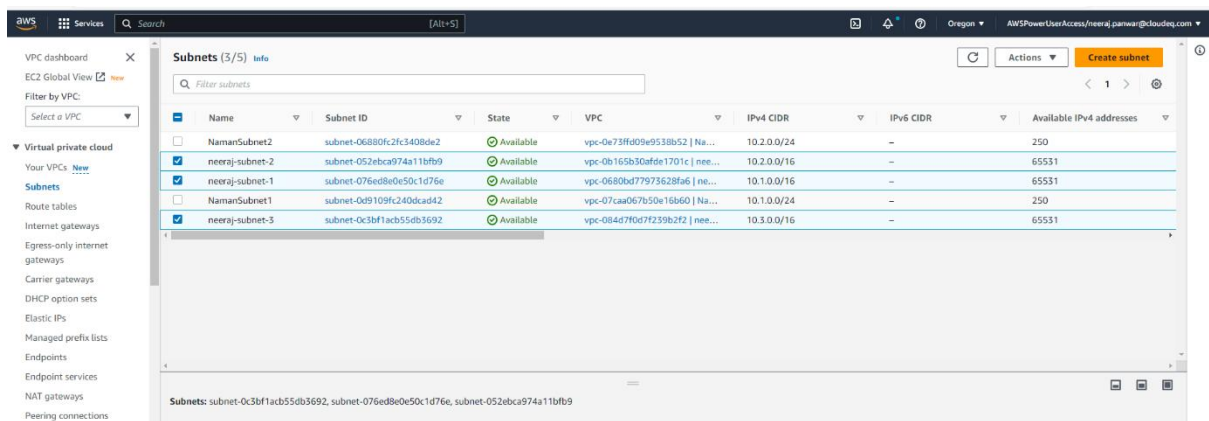 aws Services Search [Alt+S] Oregon ▼ AWSPowerUserAccess/neeraj.panwar@cloudeq.com ▼
VPC dashboard
EC2 Global View New
Filter by VPC:
Select a VPC
Virtual private cloud
Your VPCs New
Subnets
Route tables
Internet gateways
Egress-only internet
gateways
Carrier gateways
DHCP option sets
Elastic IPs
Managed prefix lists
Endpoints
Endpoint services
NAT gateways
Peering connections
Subnets (3/5) Info
Actions ▼ Create subnet
Filter subnets
< 1 >
Name Subnet ID State VPC IPv4 CIDR IPv6 CIDR Available IPv4 addresses
NamanSubnet2 subnet-06880fc2fc3408de2 Available vpc-0e73ffd09e9538b52 | Na... 10.2.0.0/24 – 250
neeraj-subnet-2 subnet-052ebca974a11bfb9 Available vpc-0b165b30afde1701c | nee... 10.2.0.0/16 – 65531
neeraj-subnet-1 subnet-076ed8e0e50c1d76e Available vpc-0680bd77973628fa6 | ne... 10.1.0.0/16 – 65531
NamanSubnet1 subnet-0d9109fc240dcad42 Available vpc-07caa067b50e16b60 | Na... 10.1.0.0/24 – 250
neeraj-subnet-3 subnet-0c3bf1acb55db3692 Available vpc-084d7f0d7f239b2f2 | nee... 10.3.0.0/16 – 65531
Subnets: subnet-0c3bf1acb55db3692, subnet-076ed8e0e50c1d76e, subnet-052ebca974a11bfb9